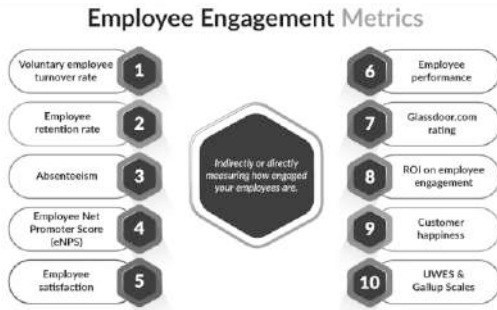 Employee Engagement Metrics
Voluntary employee
turnover rate
1
Employee
retention rate
2
Absenteeism
3
Employee Net
Promoter Score
(eNPS)
4
Employee
satisfaction
5
Indirectly or directly
measuring how engaged
your employees are.
6
Employee
performance
7
Glassdoor.com
rating
8
ROI on employee
engagement
9
Customer
happiness
10
UWES &
Gallup Scales